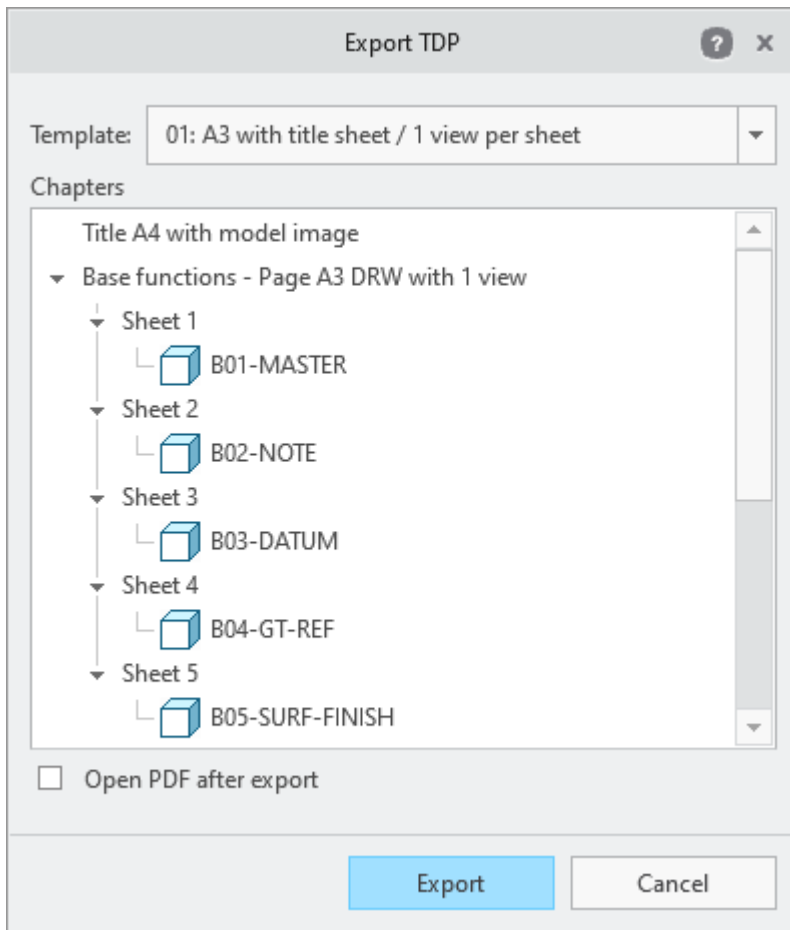 Export TDP
Template: 01: A3 with title sheet / 1 view per sheet
Chapters
Title A4 with model image
Base functions - Page A3 DRW with 1 view
Sheet 1
B01-MASTER
Sheet 2
B02-NOTE
Sheet 3
B03-DATUM
Sheet 4
B04-GT-REF
Sheet 5
B05-SURF-FINISH
Open PDF after export
Export Cancel